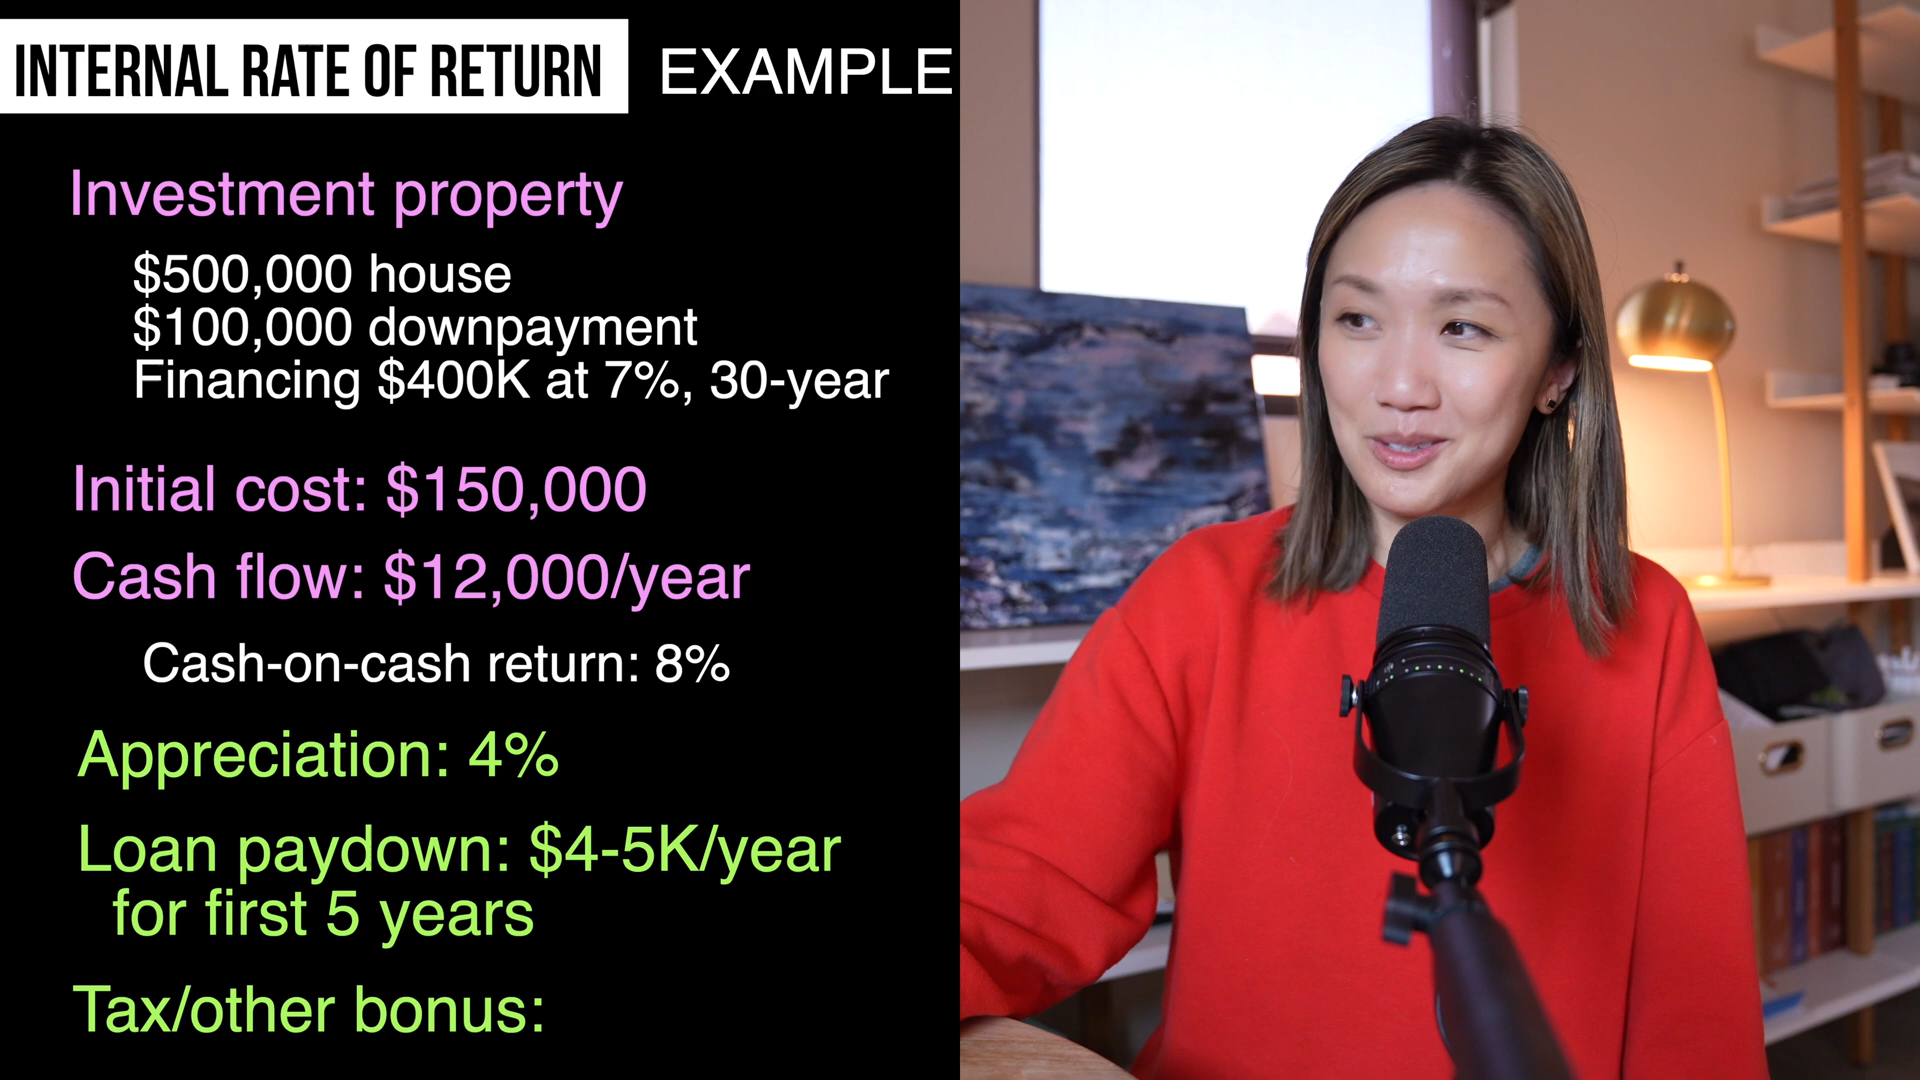 INTERNAL RATE OF RETURN EXAMPLE
Investment property
$500,000 house
$100,000 downpayment
Financing $400K at 7%, 30-year
Initial cost: $150,000
Cash flow: $12,000/year
Cash-on-cash return: 8%
Appreciation: 4%
Loan paydown: $4-5K/year
for first 5 years
Tax/other bonus: